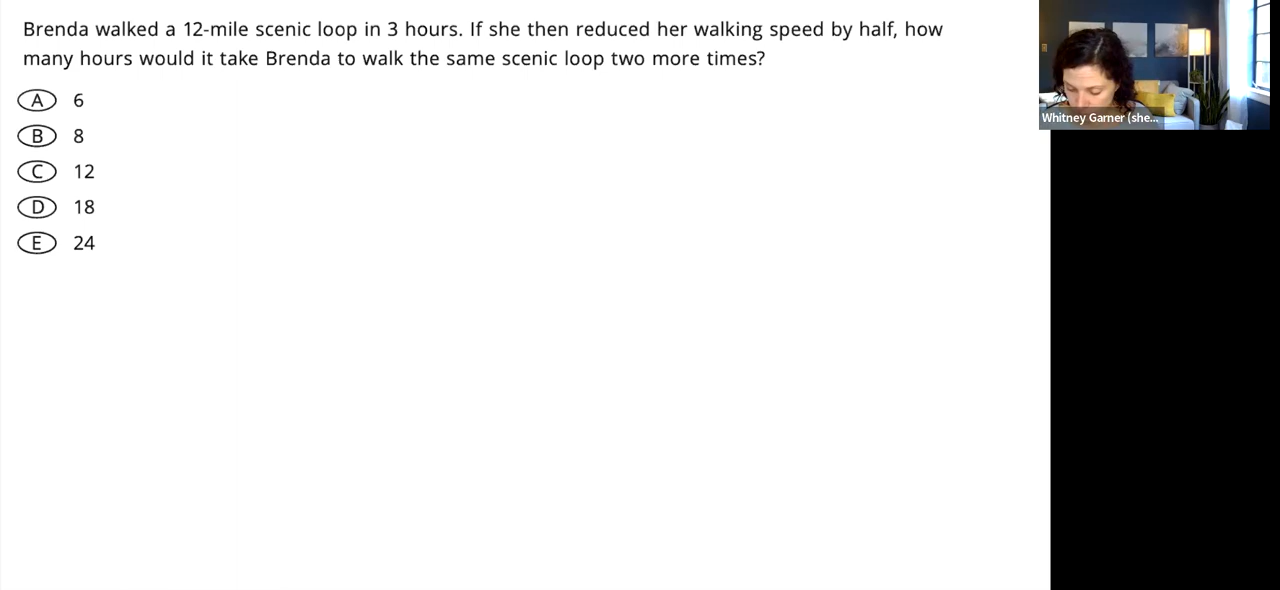 Brenda walked a 12-mile scenic loop in 3 hours. If she then reduced her walking speed by half, how
many hours would it take Brenda to walk the same scenic loop two more times?
A 6
B 8
C 12
D 18
E 24
Whitney Garner (she...